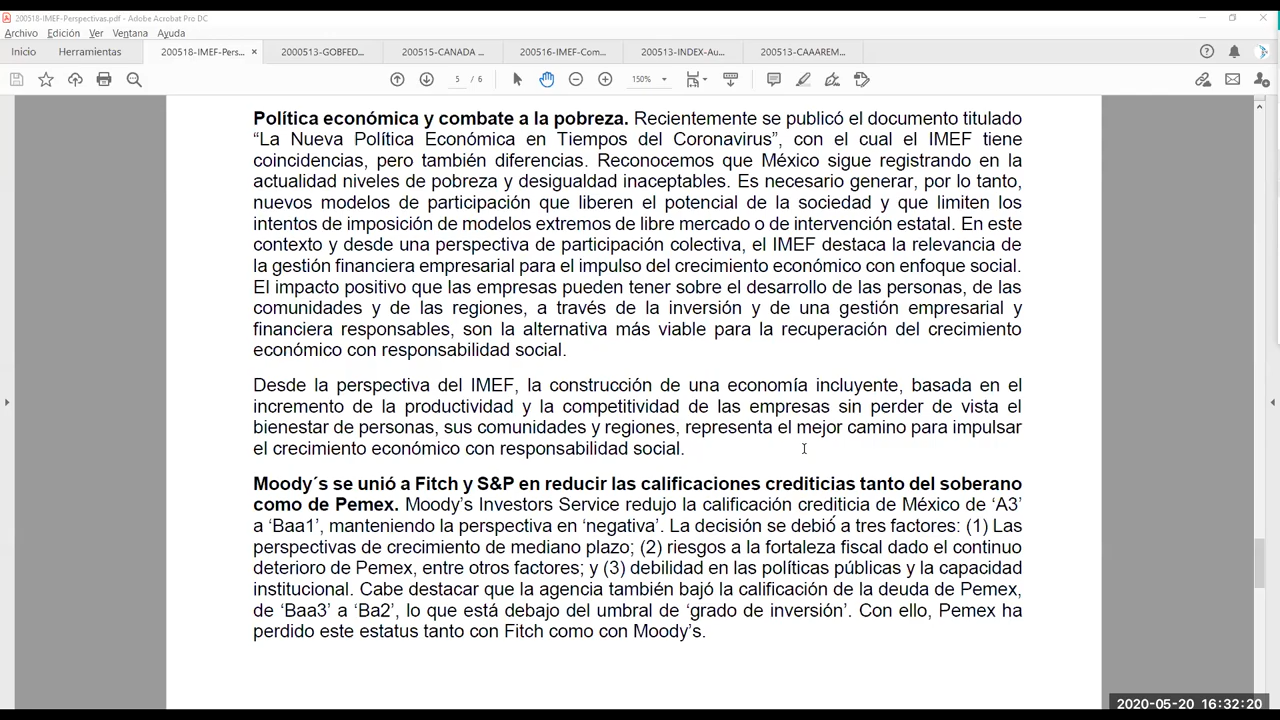 200518-IMEF-Perspectivas.pdf - Adobe Acrobat Pro DC
Archivo Edición Ver Ventana Ayuda
Inicio Herramientas 200518-IMEF-Pers... × 200513-GOBFED... 200515-CANADA ... 200516-IMEF-Com... 200513-INDEX-Au... 200513-CAAAREM...
5 / 6 150%
Política económica y combate a la pobreza. Recientemente se publicó el documento titulado
“La Nueva Política Económica en Tiempos del Coronavirus”, con el cual el IMEF tiene
coincidencias, pero también diferencias. Reconocemos que México sigue registrando en la
actualidad niveles de pobreza y desigualdad inaceptables. Es necesario generar, por lo tanto,
nuevos modelos de participación que liberen el potencial de la sociedad y que limiten los
intentos de imposición de modelos extremos de libre mercado o de intervención estatal. En este
contexto y desde una perspectiva de participación colectiva, el IMEF destaca la relevancia de
la gestión financiera empresarial para el impulso del crecimiento económico con enfoque social.
El impacto positivo que las empresas pueden tener sobre el desarrollo de las personas, de las
comunidades y de las regiones, a través de la inversión y de una gestión empresarial y
financiera responsables, son la alternativa más viable para la recuperación del crecimiento
económico con responsabilidad social.
Desde la perspectiva del IMEF, la construcción de una economía incluyente, basada en el
incremento de la productividad y la competitividad de las empresas sin perder de vista el
bienestar de personas, sus comunidades y regiones, representa el mejor camino para impulsar
el crecimiento económico con responsabilidad social.
Moody´s se unió a Fitch y S&P en reducir las calificaciones crediticias tanto del soberano
como de Pemex. Moody’s Investors Service redujo la calificación crediticia de México de ‘A3’
a ‘Baa1’, manteniendo la perspectiva en ‘negativa’. La decisión se debió a tres factores: (1) Las
perspectivas de crecimiento de mediano plazo; (2) riesgos a la fortaleza fiscal dado el continuo
deterioro de Pemex, entre otros factores; y (3) debilidad en las políticas públicas y la capacidad
institucional. Cabe destacar que la agencia también bajó la calificación de la deuda de Pemex,
de ‘Baa3’ a ‘Ba2’, lo que está debajo del umbral de ‘grado de inversión’. Con ello, Pemex ha
perdido este estatus tanto con Fitch como con Moody’s.
2020-05-20 16:32:20